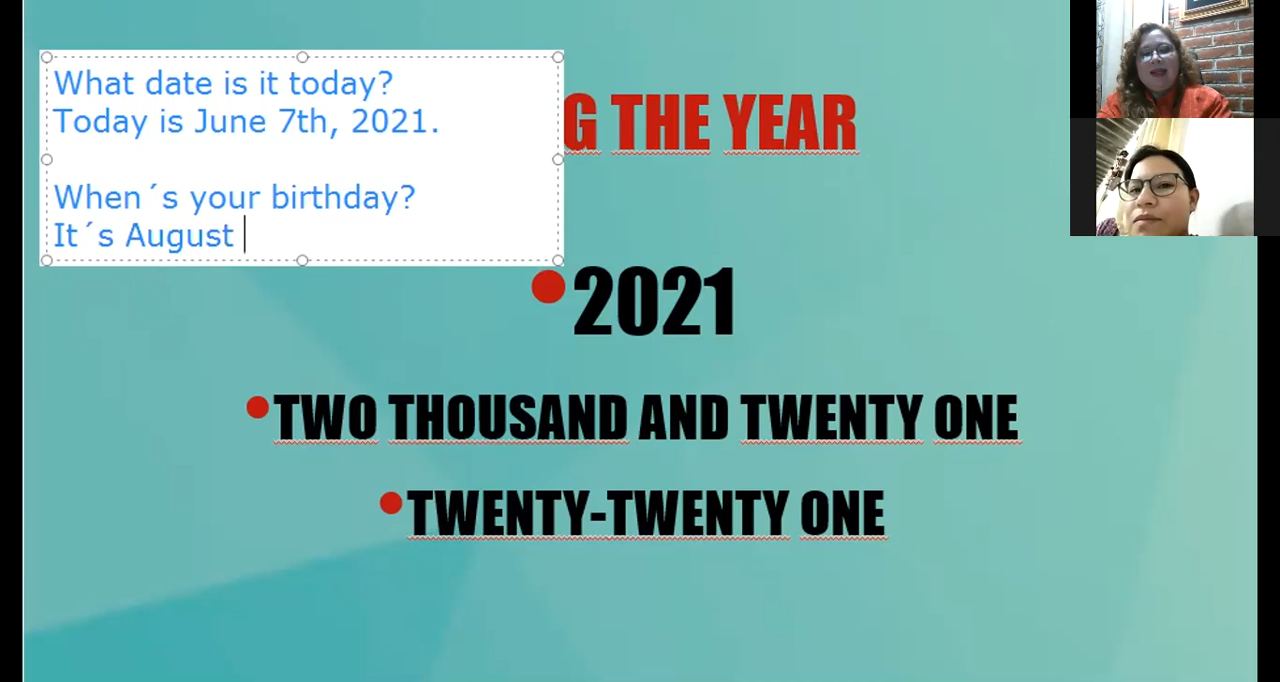 What date is it today?
Today is June 7th, 2021.
When´s your birthday?
It´s August
G THE YEAR
•2021
•TWO THOUSAND AND TWENTY ONE
•TWENTY-TWENTY ONE